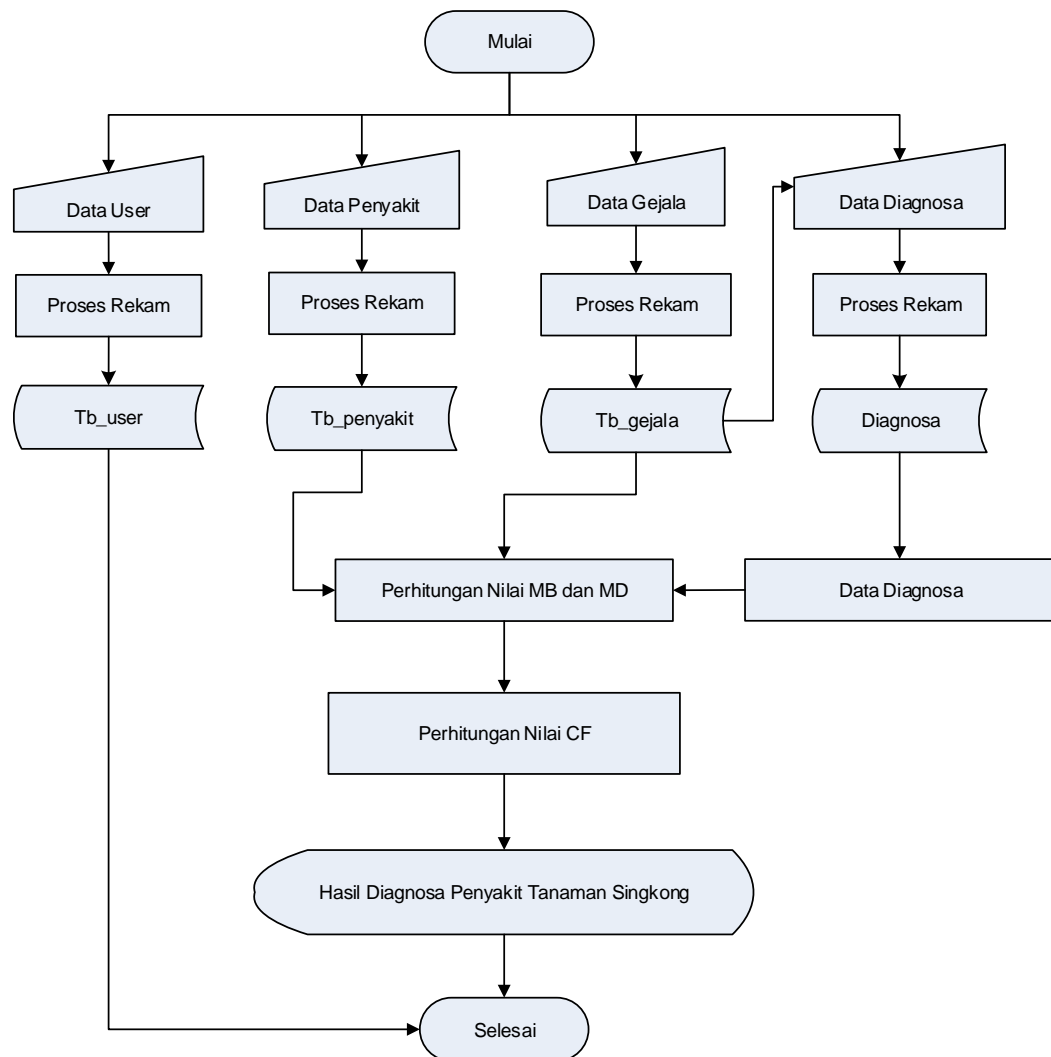 Mulai
Data User
Data Penyakit
Data Gejala
Data Diagnosa
Proses Rekam
Proses Rekam
Proses Rekam
Proses Rekam
Tb_user
Tb_penyakit
Tb_gejala
Diagnosa
Perhitungan Nilai MB dan MD
Data Diagnosa
Perhitungan Nilai CF
Hasil Diagnosa Penyakit Tanaman Singkong
Selesai